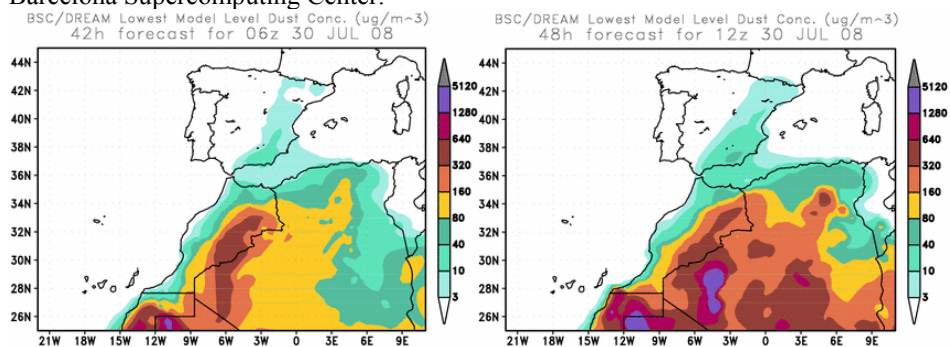 Barcelona Supercomputing Center.
BSC/DREAM Lowest Model Level Dust Conc. (ug/m^3)
42h forecast for 06z 30 JUL 08
44N
42N
40N
38N
36N
34N
32N
30N
28N
26N
21W 18W 15W 12W 9W 6W 3W 0 3E 6E 9E
5120
1280
640
320
160
80
40
10
3
BSC/DREAM Lowest Model Level Dust Conc. (ug/m^3)
48h forecast for 12z 30 JUL 08
44N
42N
40N
38N
36N
34N
32N
30N
28N
26N
21W 18W 15W 12W 9W 6W 3W 0 3E 6E 9E
5120
1280
640
320
160
80
40
10
3